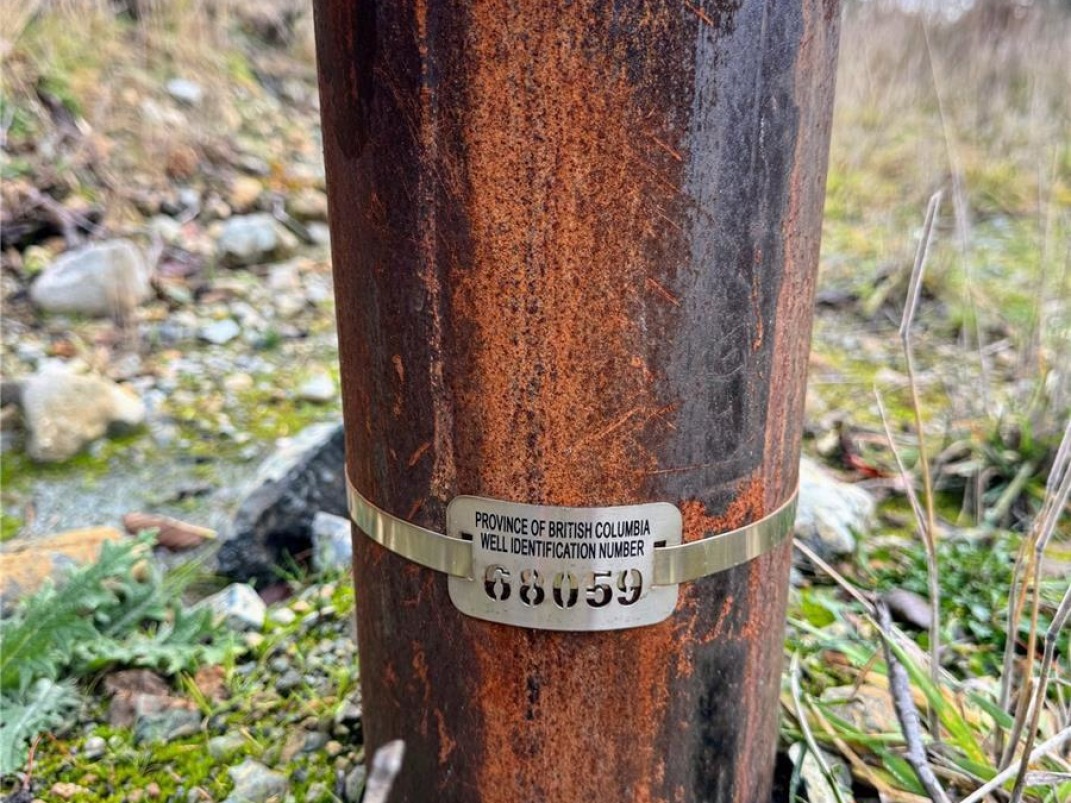 PROVINCE OF BRITISH COLUMBIA
WELL IDENTIFICATION NUMBER
68059